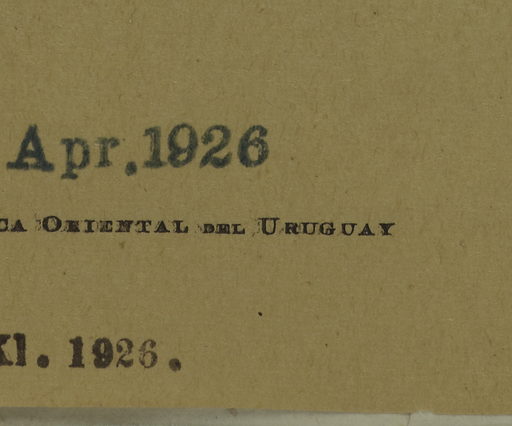 Apr.1926
CA ORIENTAL DEL URUGUAY
XI. 1926.